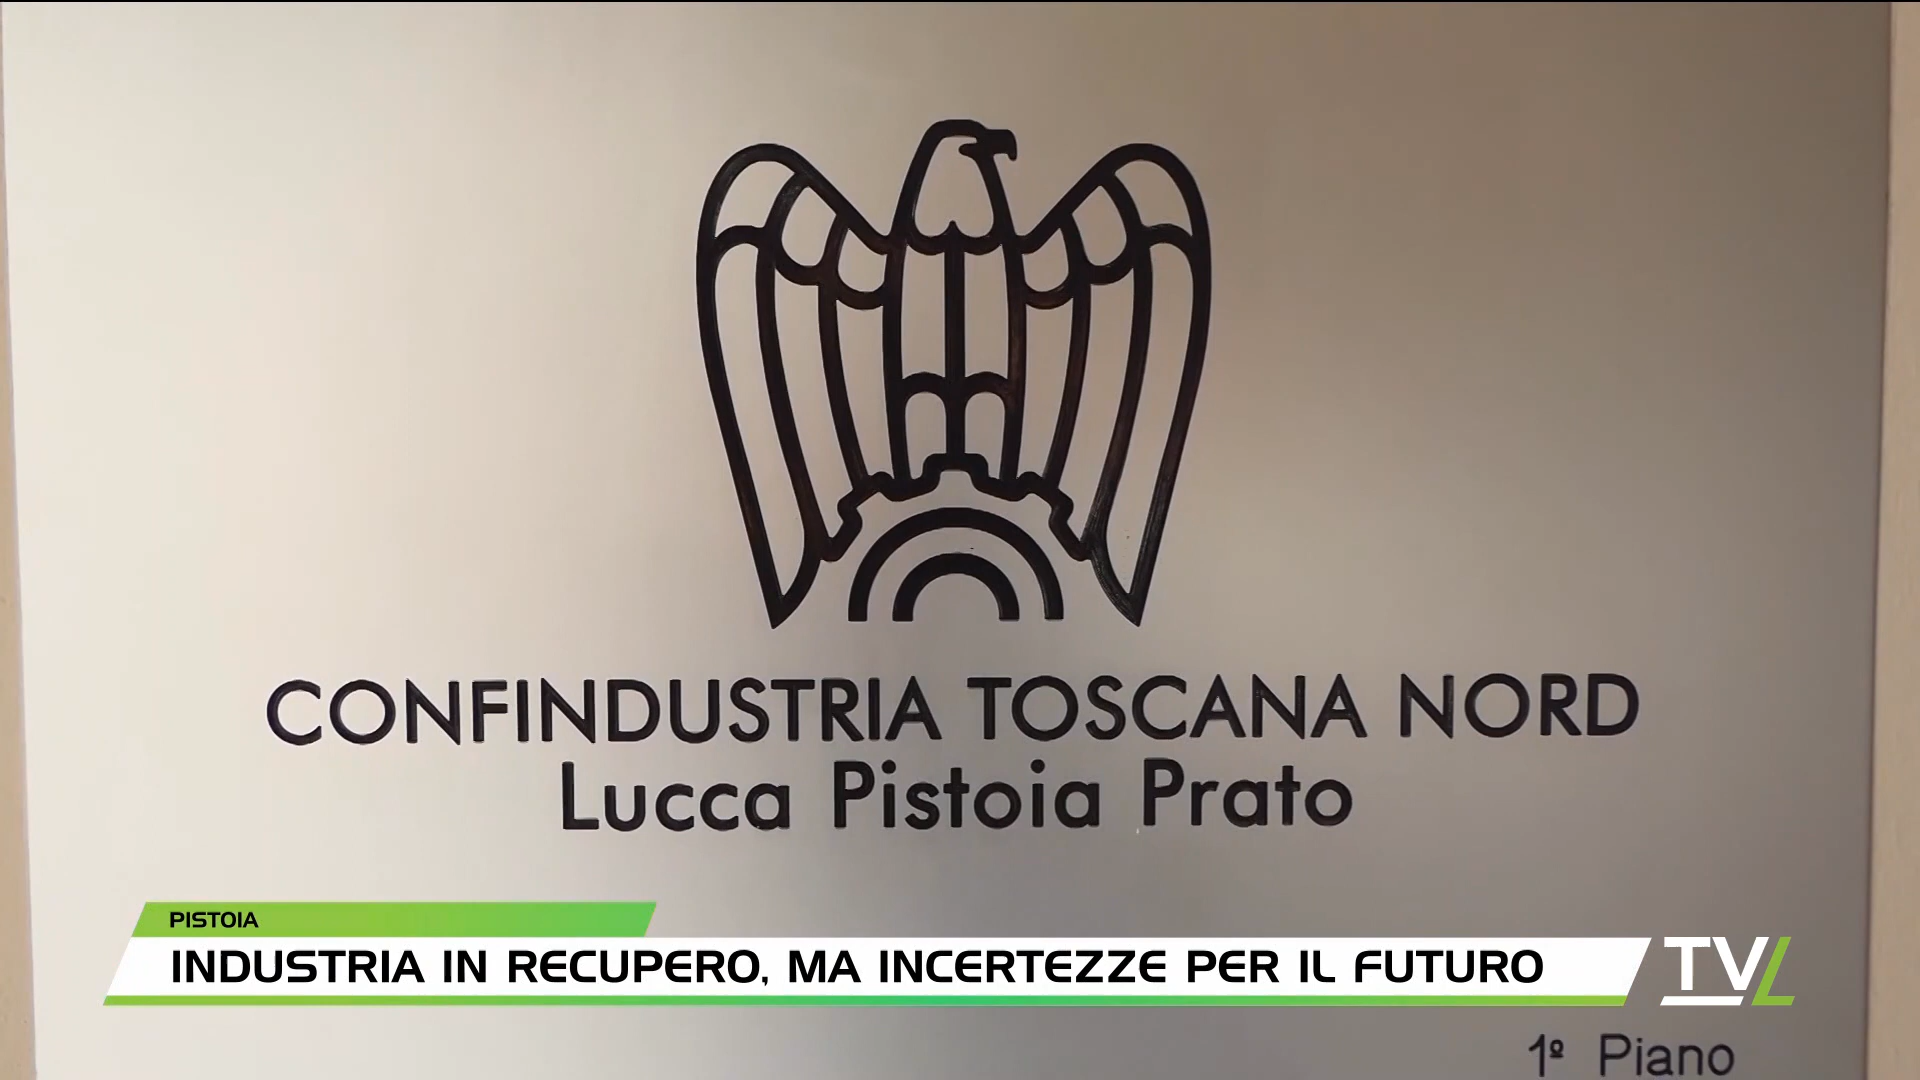 CONFINDUSTRIA TOSCANA NORD
Lucca Pistoia Prato
PISTOIA
INDUSTRIA IN RECUPERO, MA INCERTEZZE PER IL FUTURO
TVL
1º Piano